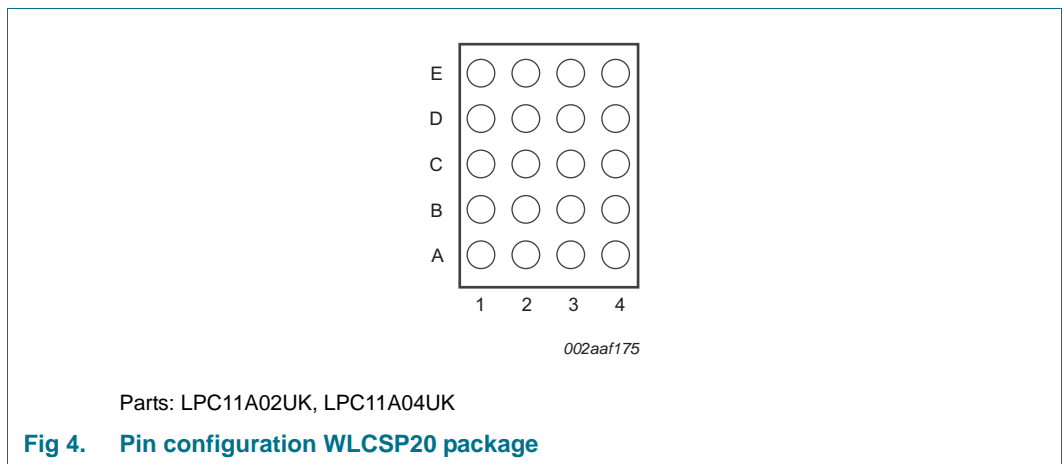 E
D
C
B
A
1 2 3 4
002aaf175
Parts: LPC11A02UK, LPC11A04UK
Fig 4. Pin configuration WLCSP20 package